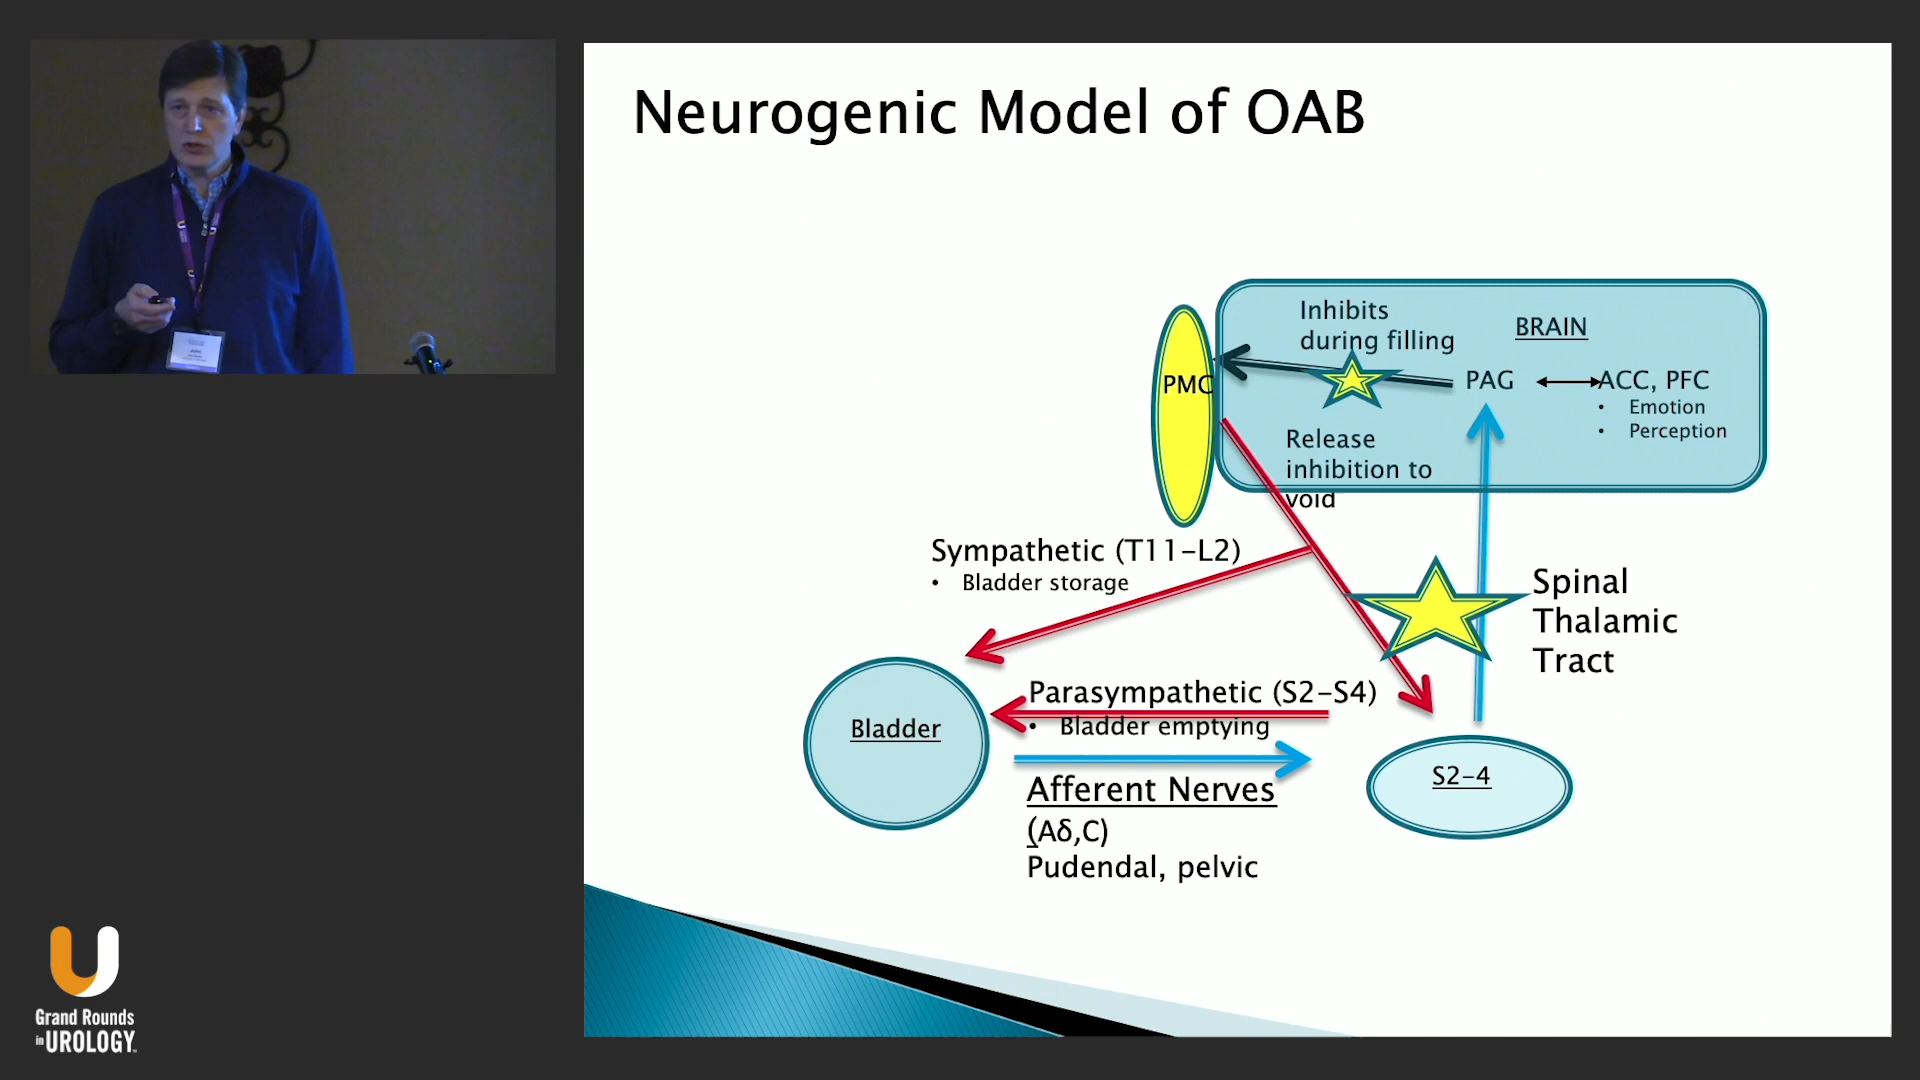 Neurogenic Model of OAB
Inhibits
during filling
BRAIN
PMC
PAG
ACC, PFC
• Emotion
• Perception
Release
inhibition to
void
Sympathetic (T11-L2)
• Bladder storage
Spinal
Thalamic
Tract
Parasympathetic (S2-S4)
• Bladder emptying
Bladder
S2-4
Afferent Nerves
(Aδ,C)
Pudendal, pelvic
Grand Rounds
in UROLOGY